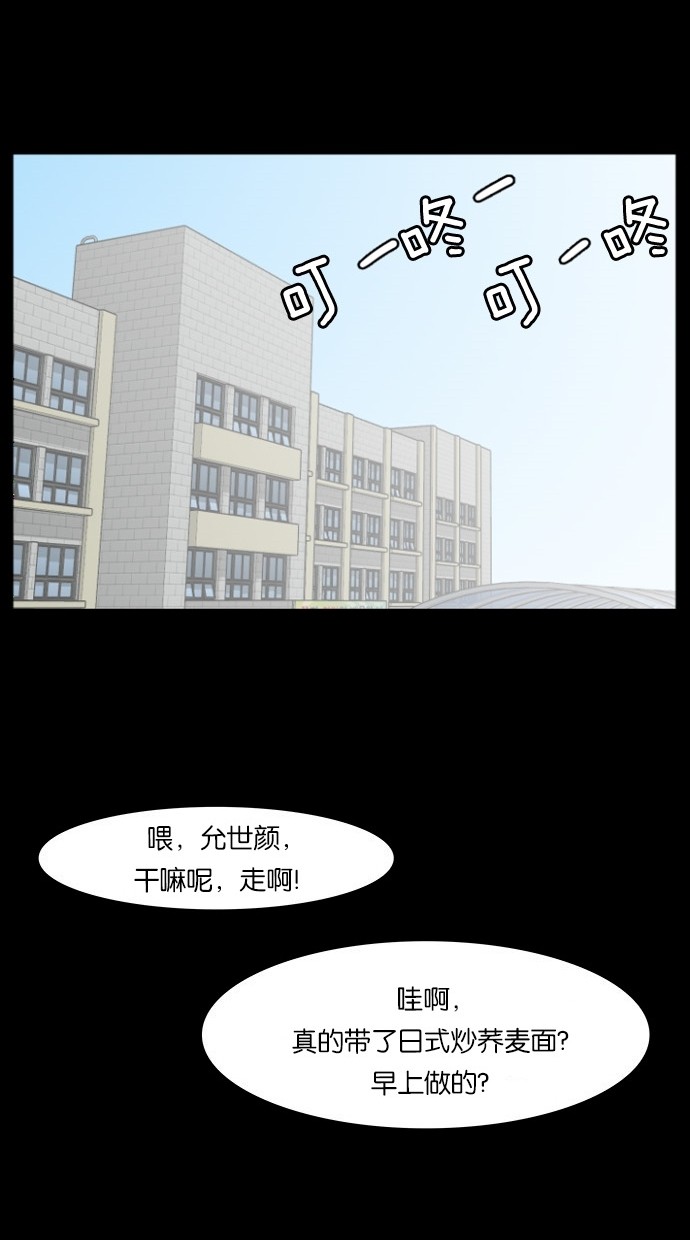 叮一咚一
叮一咚
喂，允世颜，
干嘛呢，走啊！
哇啊，
真的带了日式炒荞麦面？
早上做的？